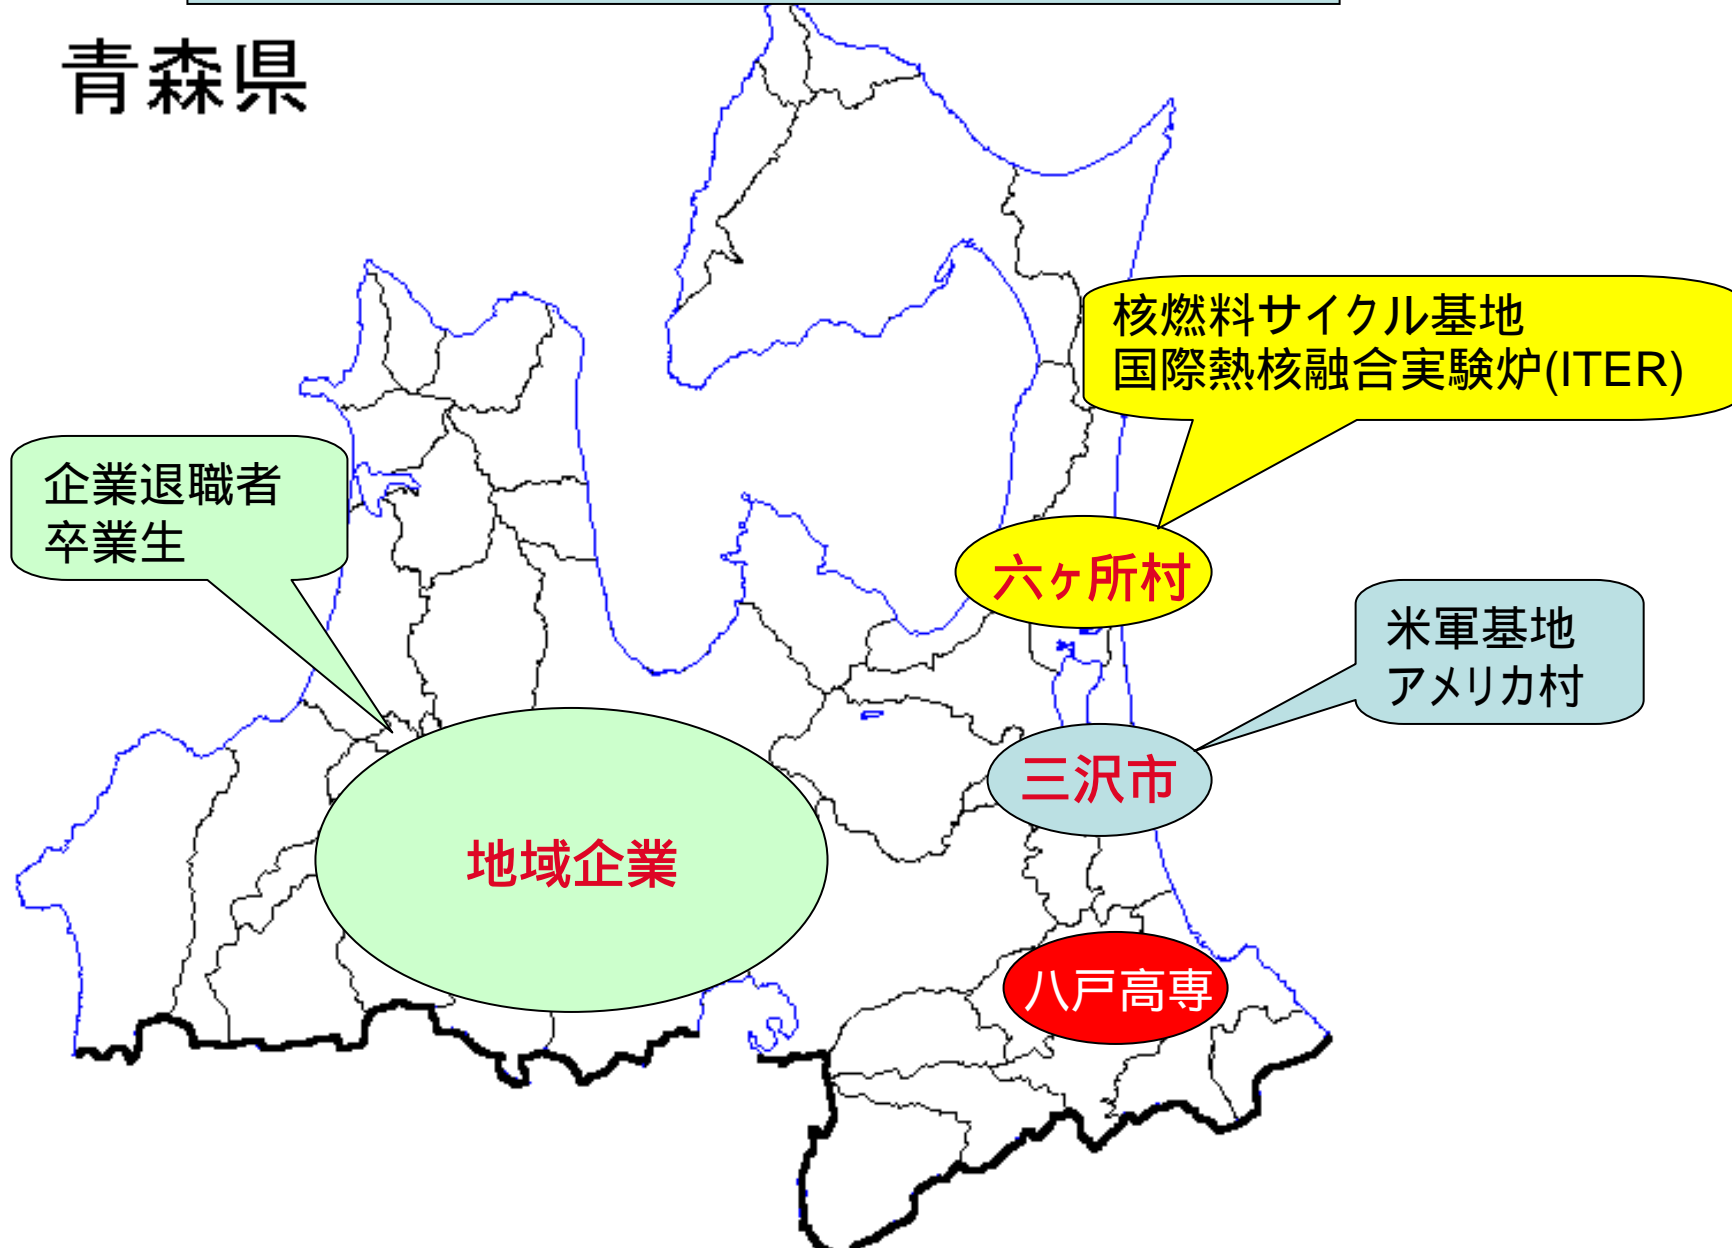 青森県
核燃料サイクル基地
国際熱核融合実験炉(ITER)
企業退職者
卒業生
六ヶ所村
米軍基地
アメリカ村
三沢市
地域企業
八戸高専